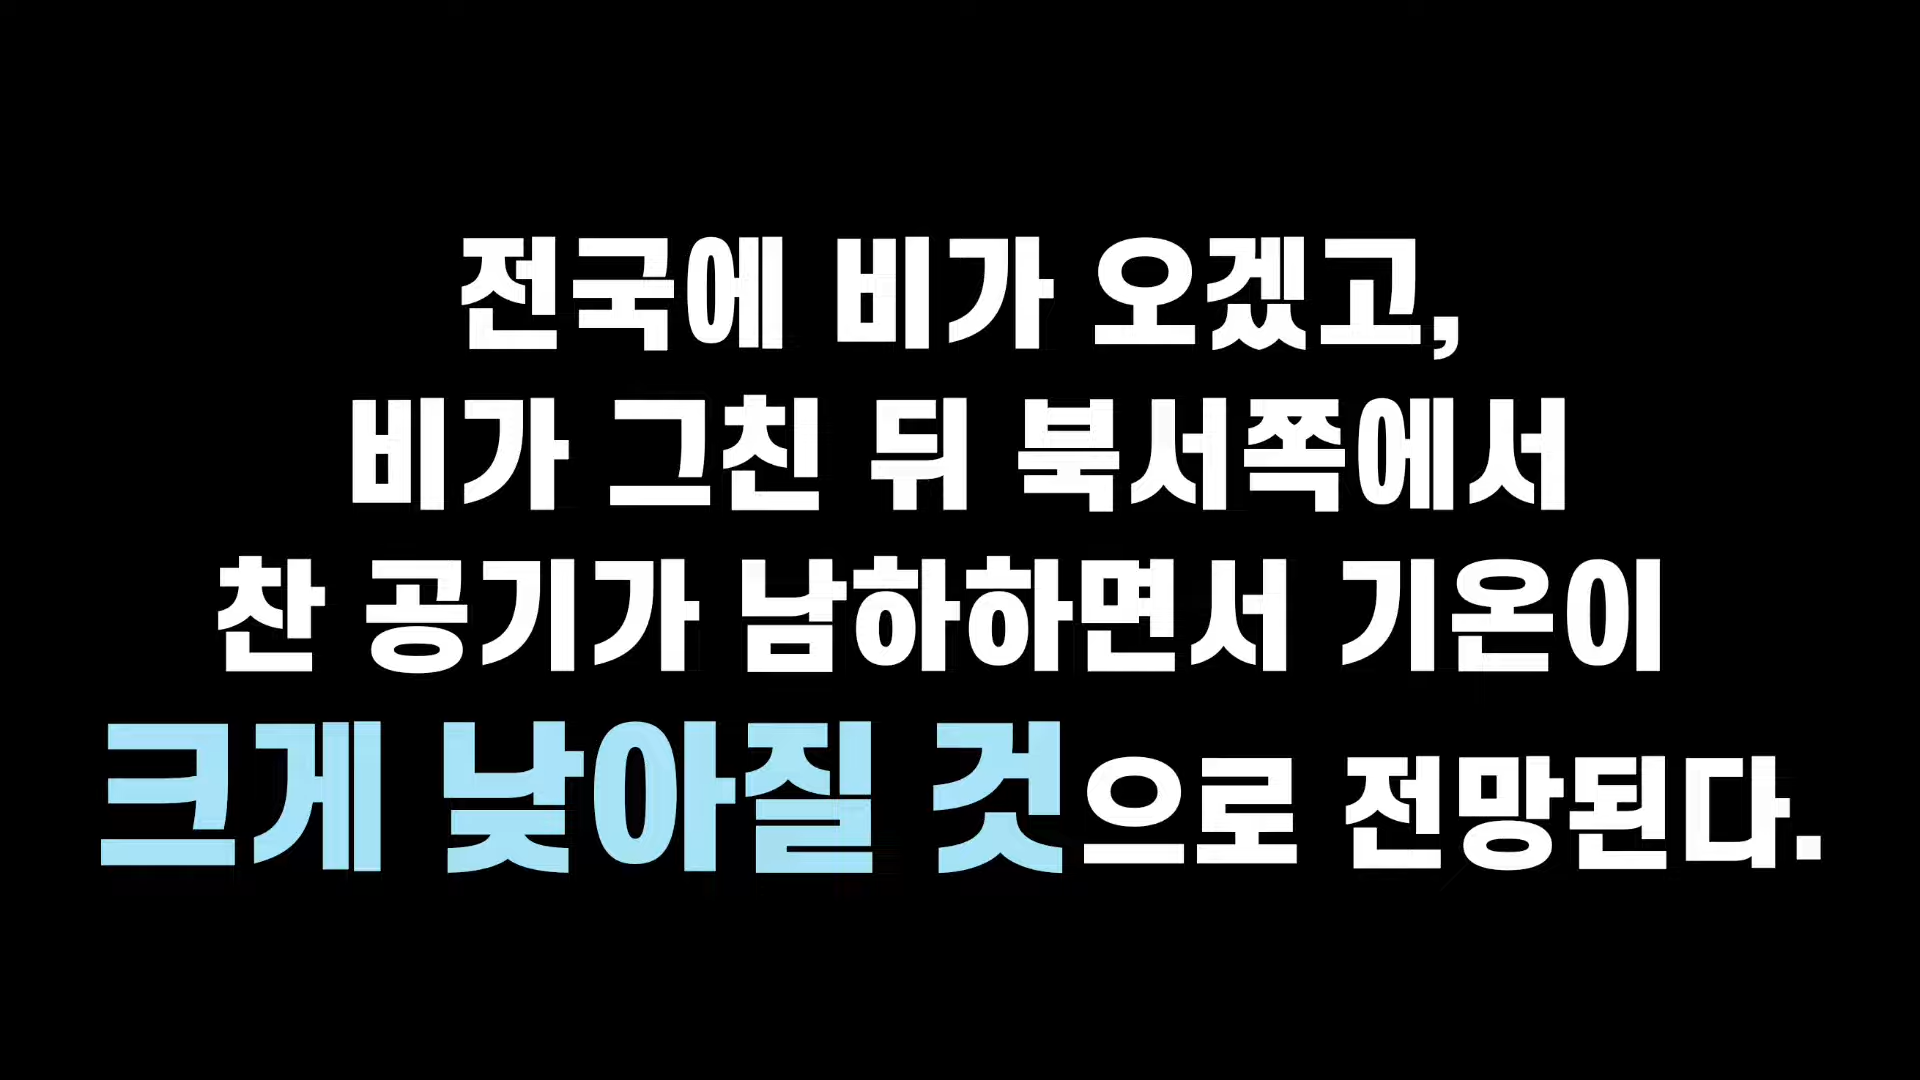 전국에 비가 오겠고,
비가 그친 뒤 북서쪽에서
찬 공기가 남하하면서 기온이
크게 낮아질 것으로 전망된다.